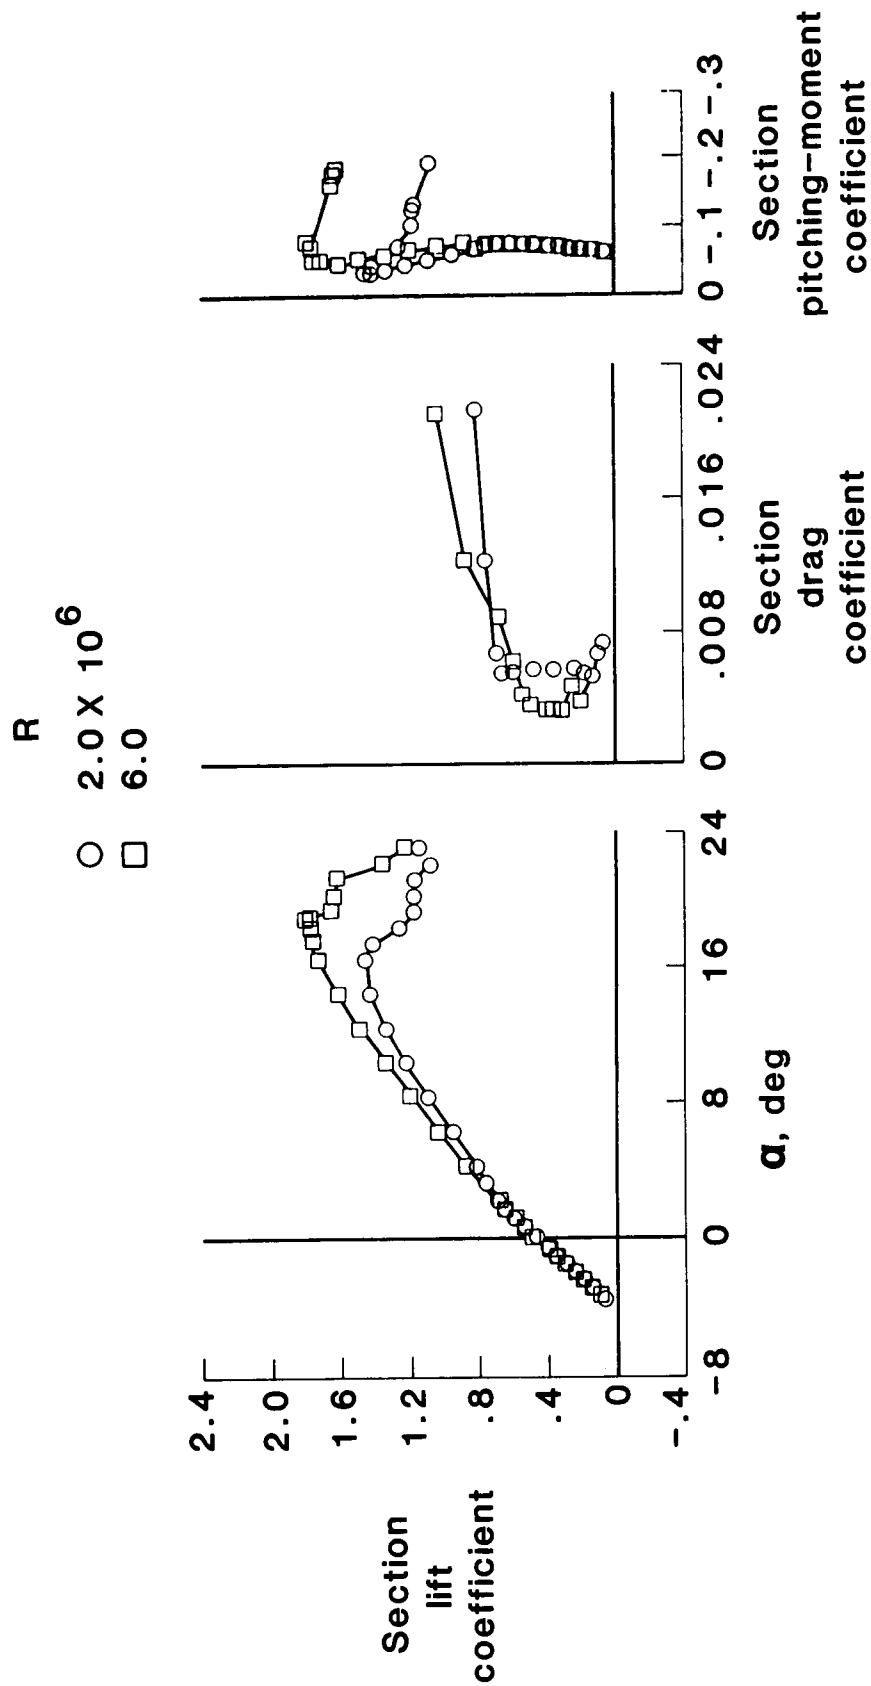 R
2.0 X 10⁶
6.0
Section
lift
coefficient
2.4
2.0
1.6
1.2
.8
.4
0
-.4
-8
0
8
16
24
α, deg
0
.008
.016
.024
Section
drag
coefficient
0
-.1
-.2
-.3
Section
pitching-moment
coefficient